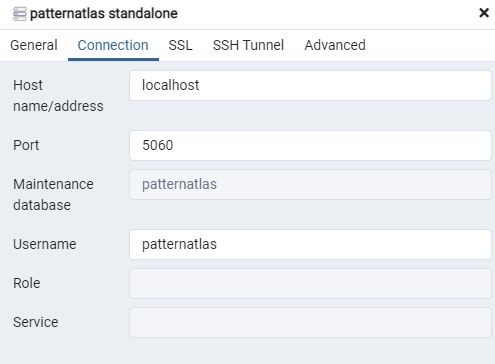 patternatlas standalone
General Connection SSL SSH Tunnel Advanced
Host name/address localhost
Port 5060
Maintenance database patternatlas
Username patternatlas
Role
Service